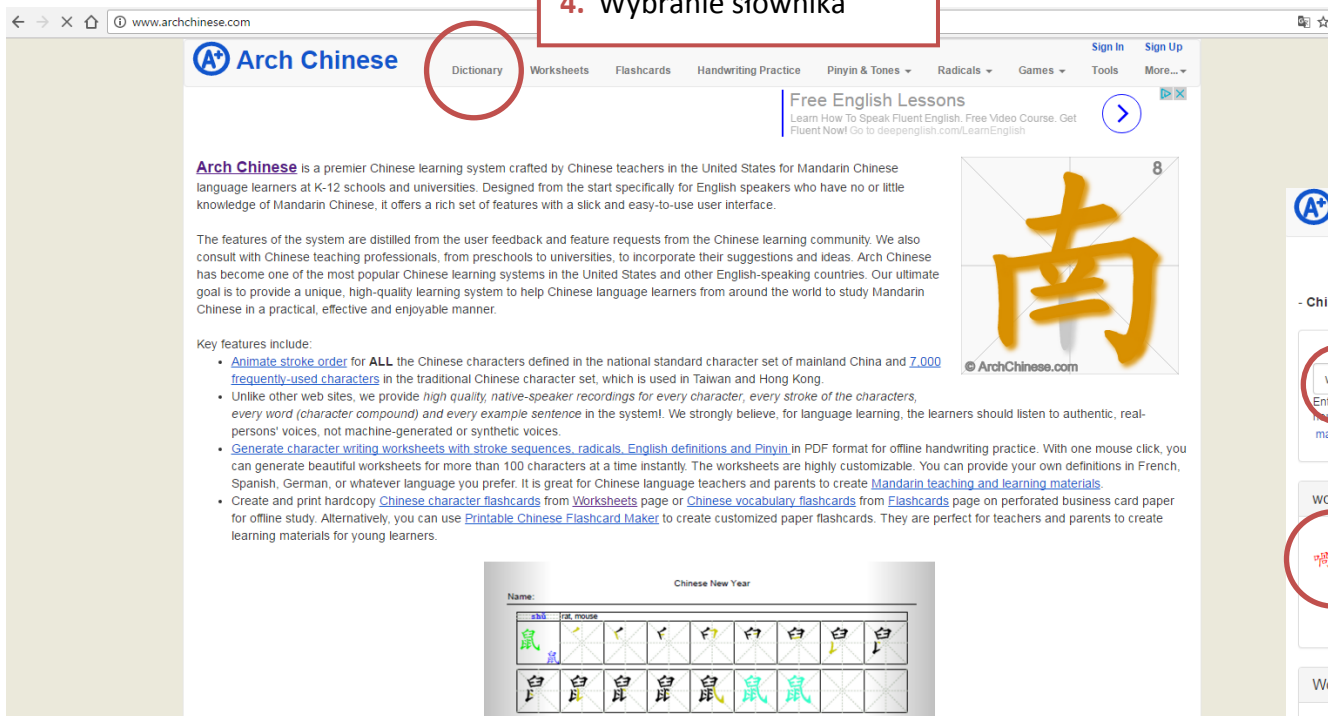 4. Wybranie słownika
www.archchinese.com
Sign In Sign Up
A+ Arch Chinese
Dictionary Worksheets Flashcards Handwriting Practice Pinyin & Tones Radicals Games Tools More...
Free English Lessons
Learn How To Speak Fluent English. Free Video Course. Get
Fluent Now! Go to deepenglish.com/LearnEnglish
Arch Chinese is a premier Chinese learning system crafted by Chinese teachers in the United States for Mandarin Chinese
language learners at K-12 schools and universities. Designed from the start specifically for English speakers who have no or little
knowledge of Mandarin Chinese, it offers a rich set of features with a slick and easy-to-use user interface.
The features of the system are distilled from the user feedback and feature requests from the Chinese learning community. We also
consult with Chinese teaching professionals, from preschools to universities, to incorporate their suggestions and ideas. Arch Chinese
has become one of the most popular Chinese learning systems in the United States and other English-speaking countries. Our ultimate
goal is to provide a unique, high-quality learning system to help Chinese language learners from around the world to study Mandarin
Chinese in a practical, effective and enjoyable manner.
8
南
© ArchChinese.com
Key features include:
• Animate stroke order for ALL the Chinese characters defined in the national standard character set of mainland China and 7,000
frequently-used characters in the traditional Chinese character set, which is used in Taiwan and Hong Kong.
• Unlike other web sites, we provide high quality, native-speaker recordings for every character, every stroke of the characters,
every word (character compound) and every example sentence in the system!. We strongly believe, for language learning, the learners should listen to authentic, real-
persons' voices, not machine-generated or synthetic voices.
• Generate character writing worksheets with stroke sequences, radicals, English definitions and Pinyin in PDF format for offline handwriting practice. With one mouse click, you
can generate beautiful worksheets for more than 100 characters at a time instantly. The worksheets are highly customizable. You can provide your own definitions in French,
Spanish, German, or whatever language you prefer. It is great for Chinese language teachers and parents to create Mandarin teaching and learning materials.
• Create and print hardcopy Chinese character flashcards from Worksheets page or Chinese vocabulary flashcards from Flashcards page on perforated business card paper
for offline study. Alternatively, you can use Printable Chinese Flashcard Maker to create customized paper flashcards. They are perfect for teachers and parents to create
learning materials for young learners.
Chinese New Year
Name:
shǔ rat, mouse
鼠 鼠
鼠 鼠
A+
- Chi